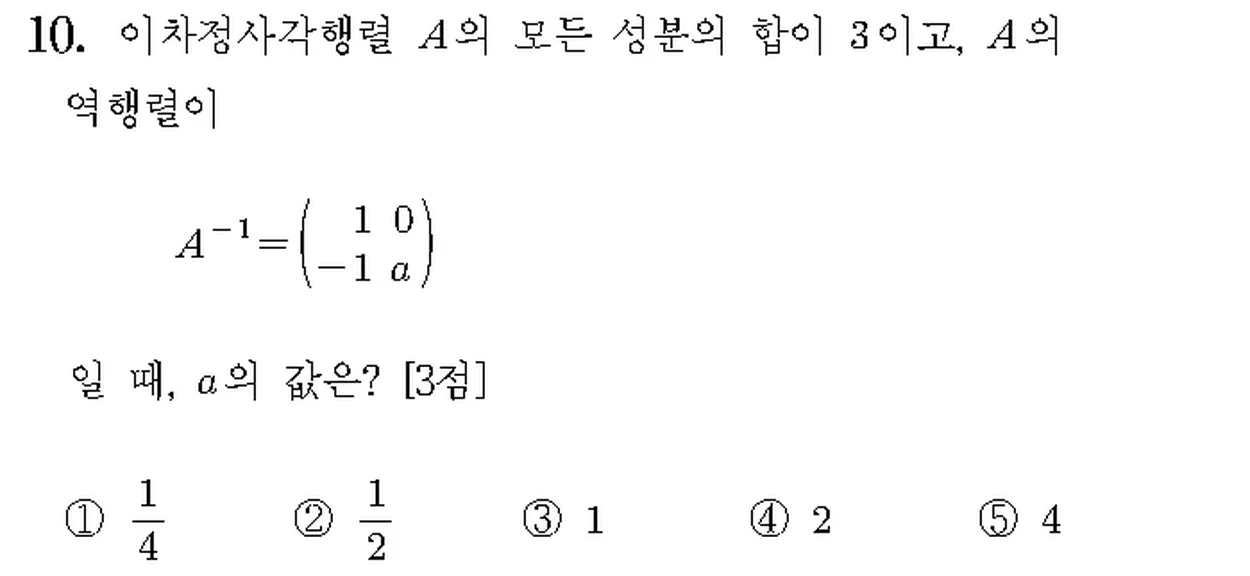 10. 이차정사각행렬 A의 모든 성분의 합이 3이고, A의
역행렬이
A⁻¹=( 1 0
-1 a )
일 때, a의 값은? [3점]
① 1/4 ② 1/2 ③ 1 ④ 2 ⑤ 4